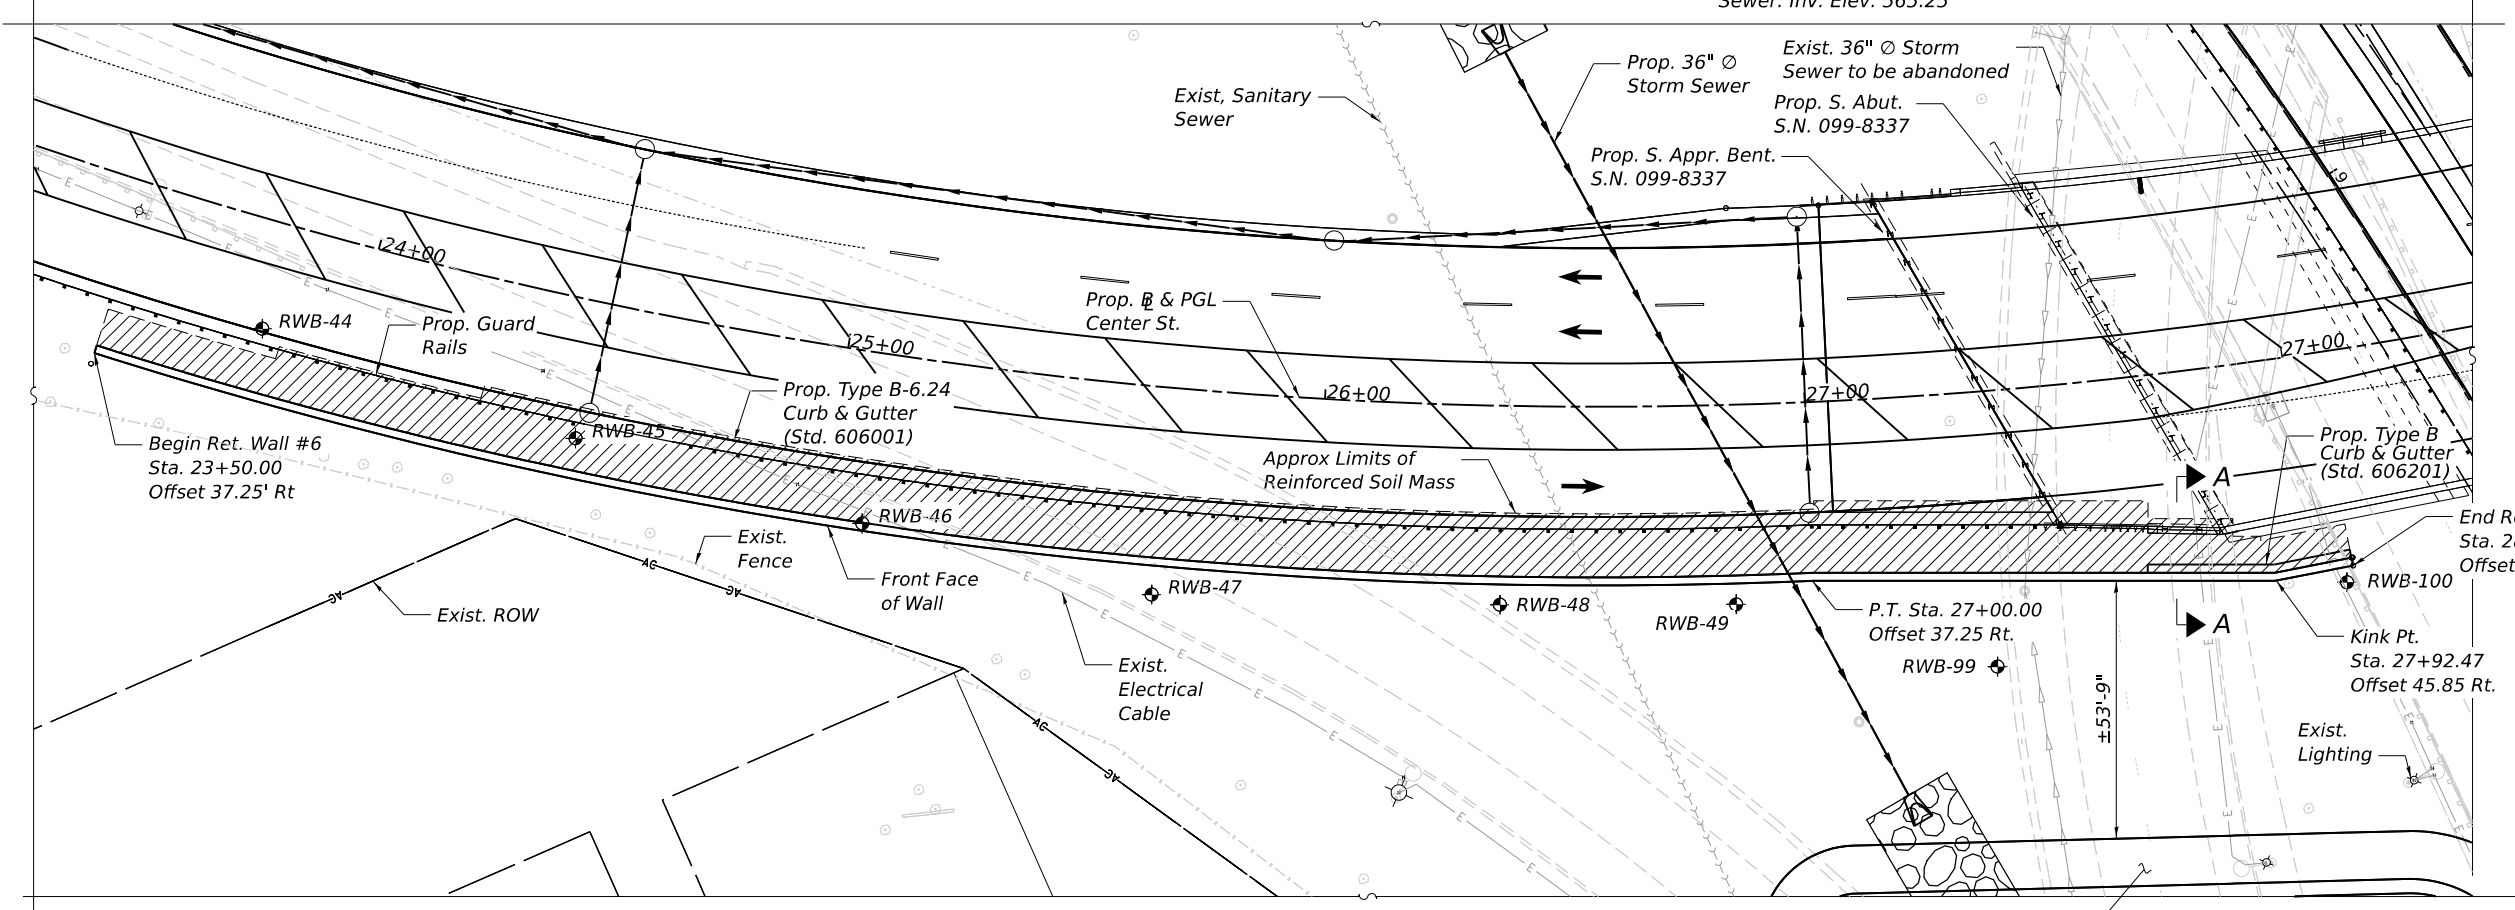 Sewer. Inv. Elev. 565.25
Exist, Sanitary
Sewer
Prop. 36" ∅
Storm Sewer
Exist. 36" ∅ Storm
Sewer to be abandoned
Prop. S. Abut.
S.N. 099-8337
Prop. S. Appr. Bent.
S.N. 099-8337
19
24+00
25+00
26+00
27+00
27+00
RWB-44
Prop. Guard
Rails
Prop. ⅊ & PGL
Center St.
Prop. Type B-6.24
Curb & Gutter
(Std. 606001)
RWB-45
Begin Ret. Wall #6
Sta. 23+50.00
Offset 37.25' Rt
Approx Limits of
Reinforced Soil Mass
Prop. Type B
Curb & Gutter
(Std. 606201)
A
RWB-46
Exist.
Fence
Front Face
of Wall
Exist. ROW
AC
AC
AC
AC
AC
RWB-47
RWB-48
RWB-49
P.T. Sta. 27+00.00
Offset 37.25 Rt.
RWB-99
A
RWB-100
Offset
Kink Pt.
Sta. 27+92.47
Offset 45.85 Rt.
Exist.
Electrical
Cable
±53'-9"
Exist.
Lighting
E
E
E
E
E
E
E
E
E
E
E
E